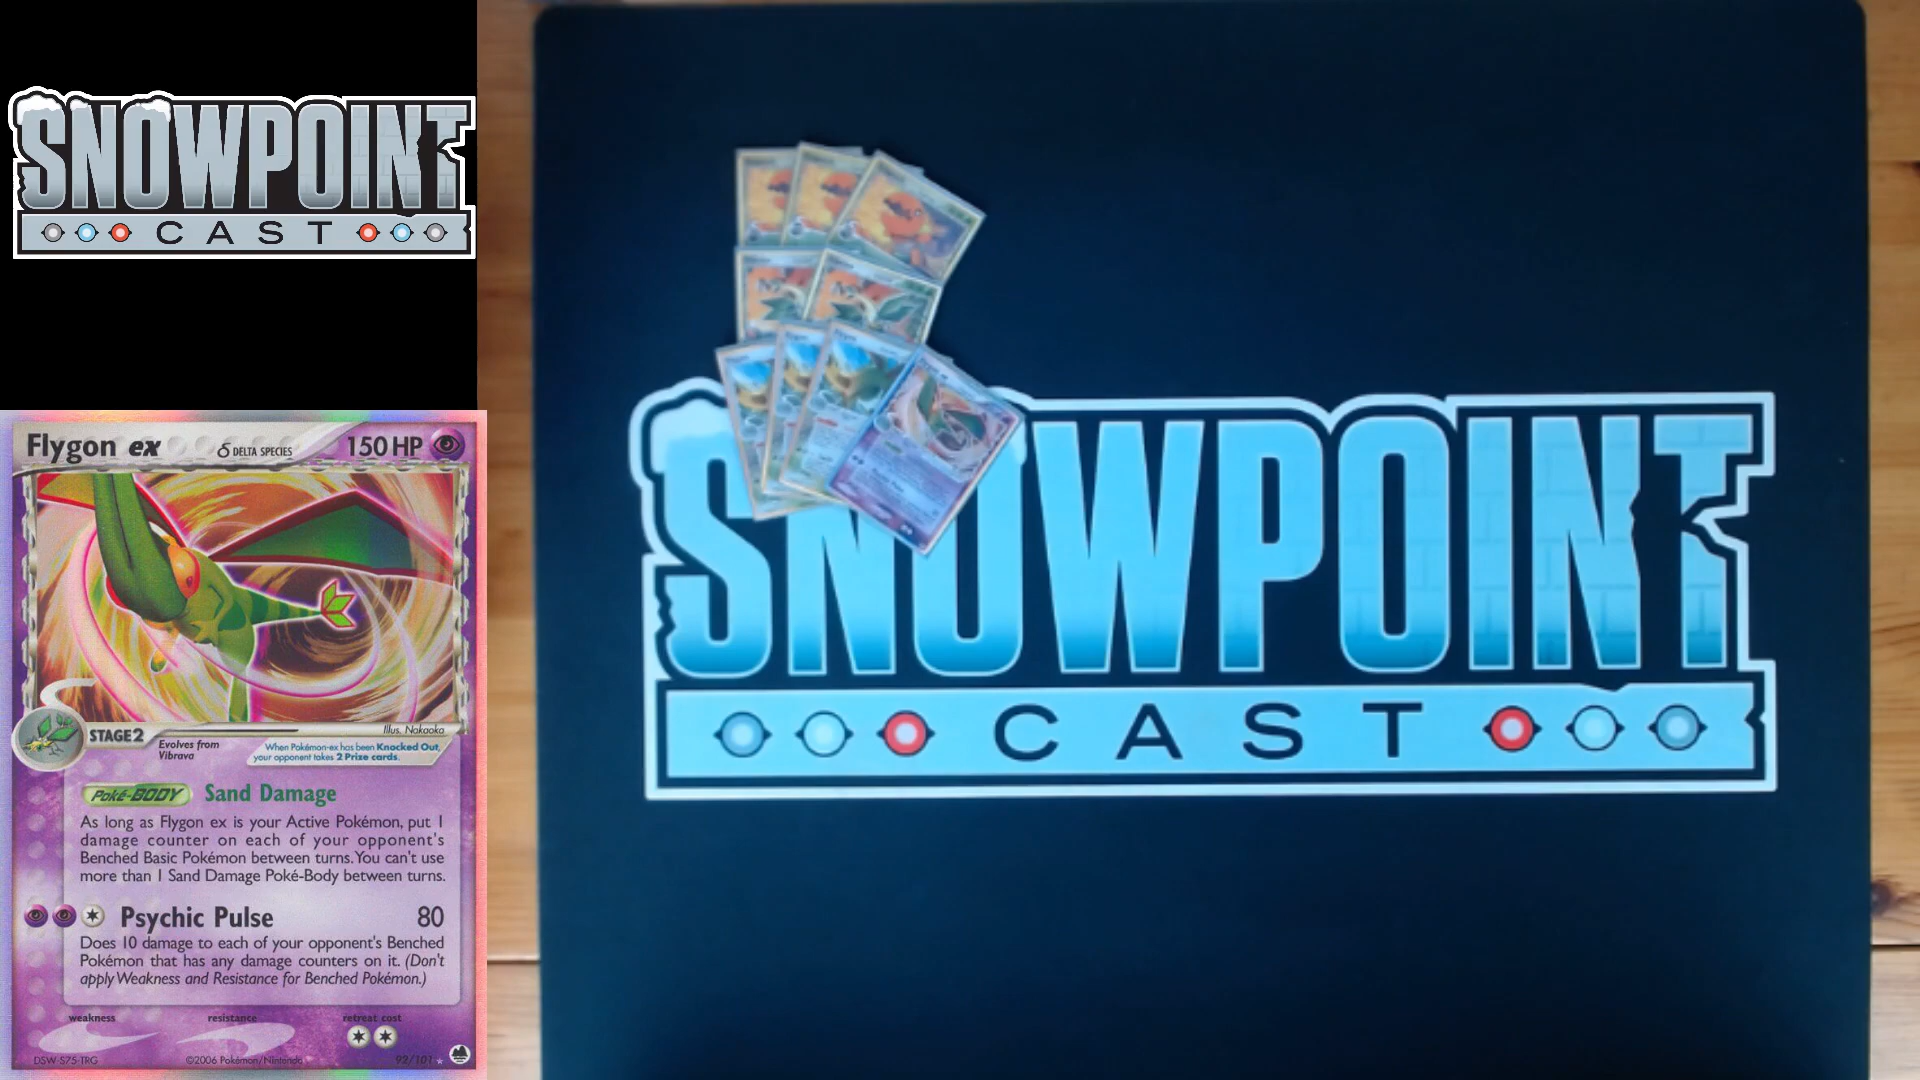 SNOWPOINT
CAST
Flygon ex δ DELTA SPECIES 150 HP
Illus. Nakaoka
STAGE2
Evolves from
Vibrava
When Pokémon-ex has been Knocked Out,
your opponent takes 2 Prize cards.
Poké-BODY Sand Damage
As long as Flygon ex is your Active Pokémon, put 1
damage counter on each of your opponent's
Benched Basic Pokémon between turns. You can't use
more than 1 Sand Damage Poké-Body between turns.
Psychic Pulse 80
Does 10 damage to each of your opponent's Benched
Pokémon that has any damage counters on it. (Don't
apply Weakness and Resistance for Benched Pokémon.)
weakness resistance retreat cost
DSW-S75-TRG ©2006 Pokémon/Nintendo 92/101
SNOWPOINT
CAST